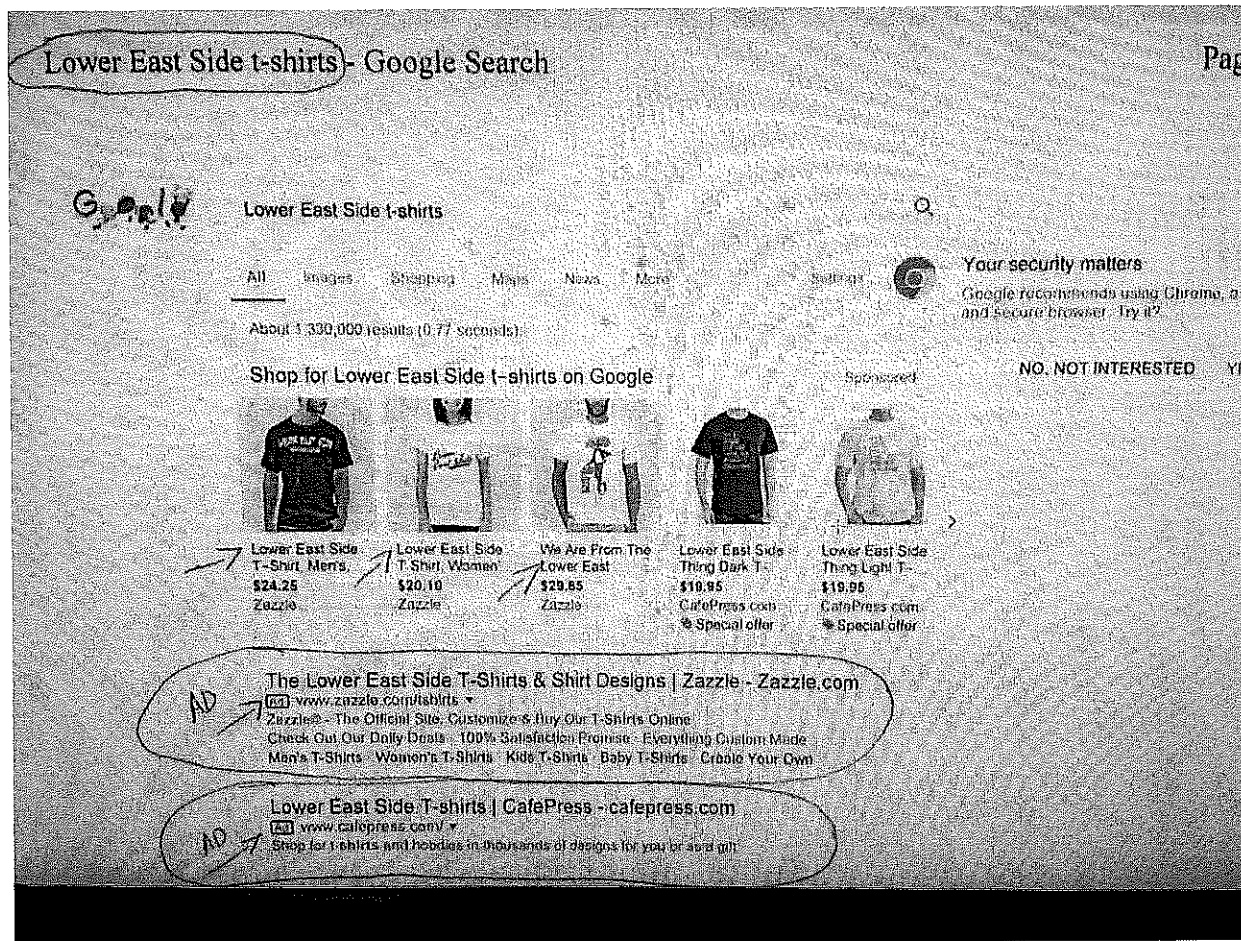 Lower East Side t-shirts - Google Search
Pag
Google
Lower East Side t-shirts
All Images Shopping Maps News More Settings
Your security matters
Google recommends using Chrome, a
and secure browser. Try it?
About 1,330,000 results (0.77 seconds)
NO, NOT INTERESTED YE
Shop for Lower East Side t-shirts on Google
Sponsored
Lower East Side
T-Shirt, Men's,
$24.25
Zazzle
Lower East Side
T Shirt, Women'
$20.10
Zazzle
We Are From The
Lower East
$29.65
Zazzle
Lower East Side
Thing Dark T-
$19.95
CafePress.com
Special offer
Lower East Side
Thing Light T-
$19.95
CafePress.com
Special offer
AD
The Lower East Side T-Shirts & Shirt Designs | Zazzle - Zazzle.com
Ad www.zazzle.com/tshirts
Zazzle® - The Official Site. Customize & Buy Our T-Shirts Online
Check Out Our Daily Deals · 100% Satisfaction Promise · Everything Custom Made
Men's T-Shirts · Women's T-Shirts · Kids T-Shirts · Baby T-Shirts · Create Your Own
AD
Lower East Side T-shirts | CafePress - cafepress.com
Ad www.cafepress.com/
Shop for t-shirts and hoodies in thousands of designs for you or as a gift